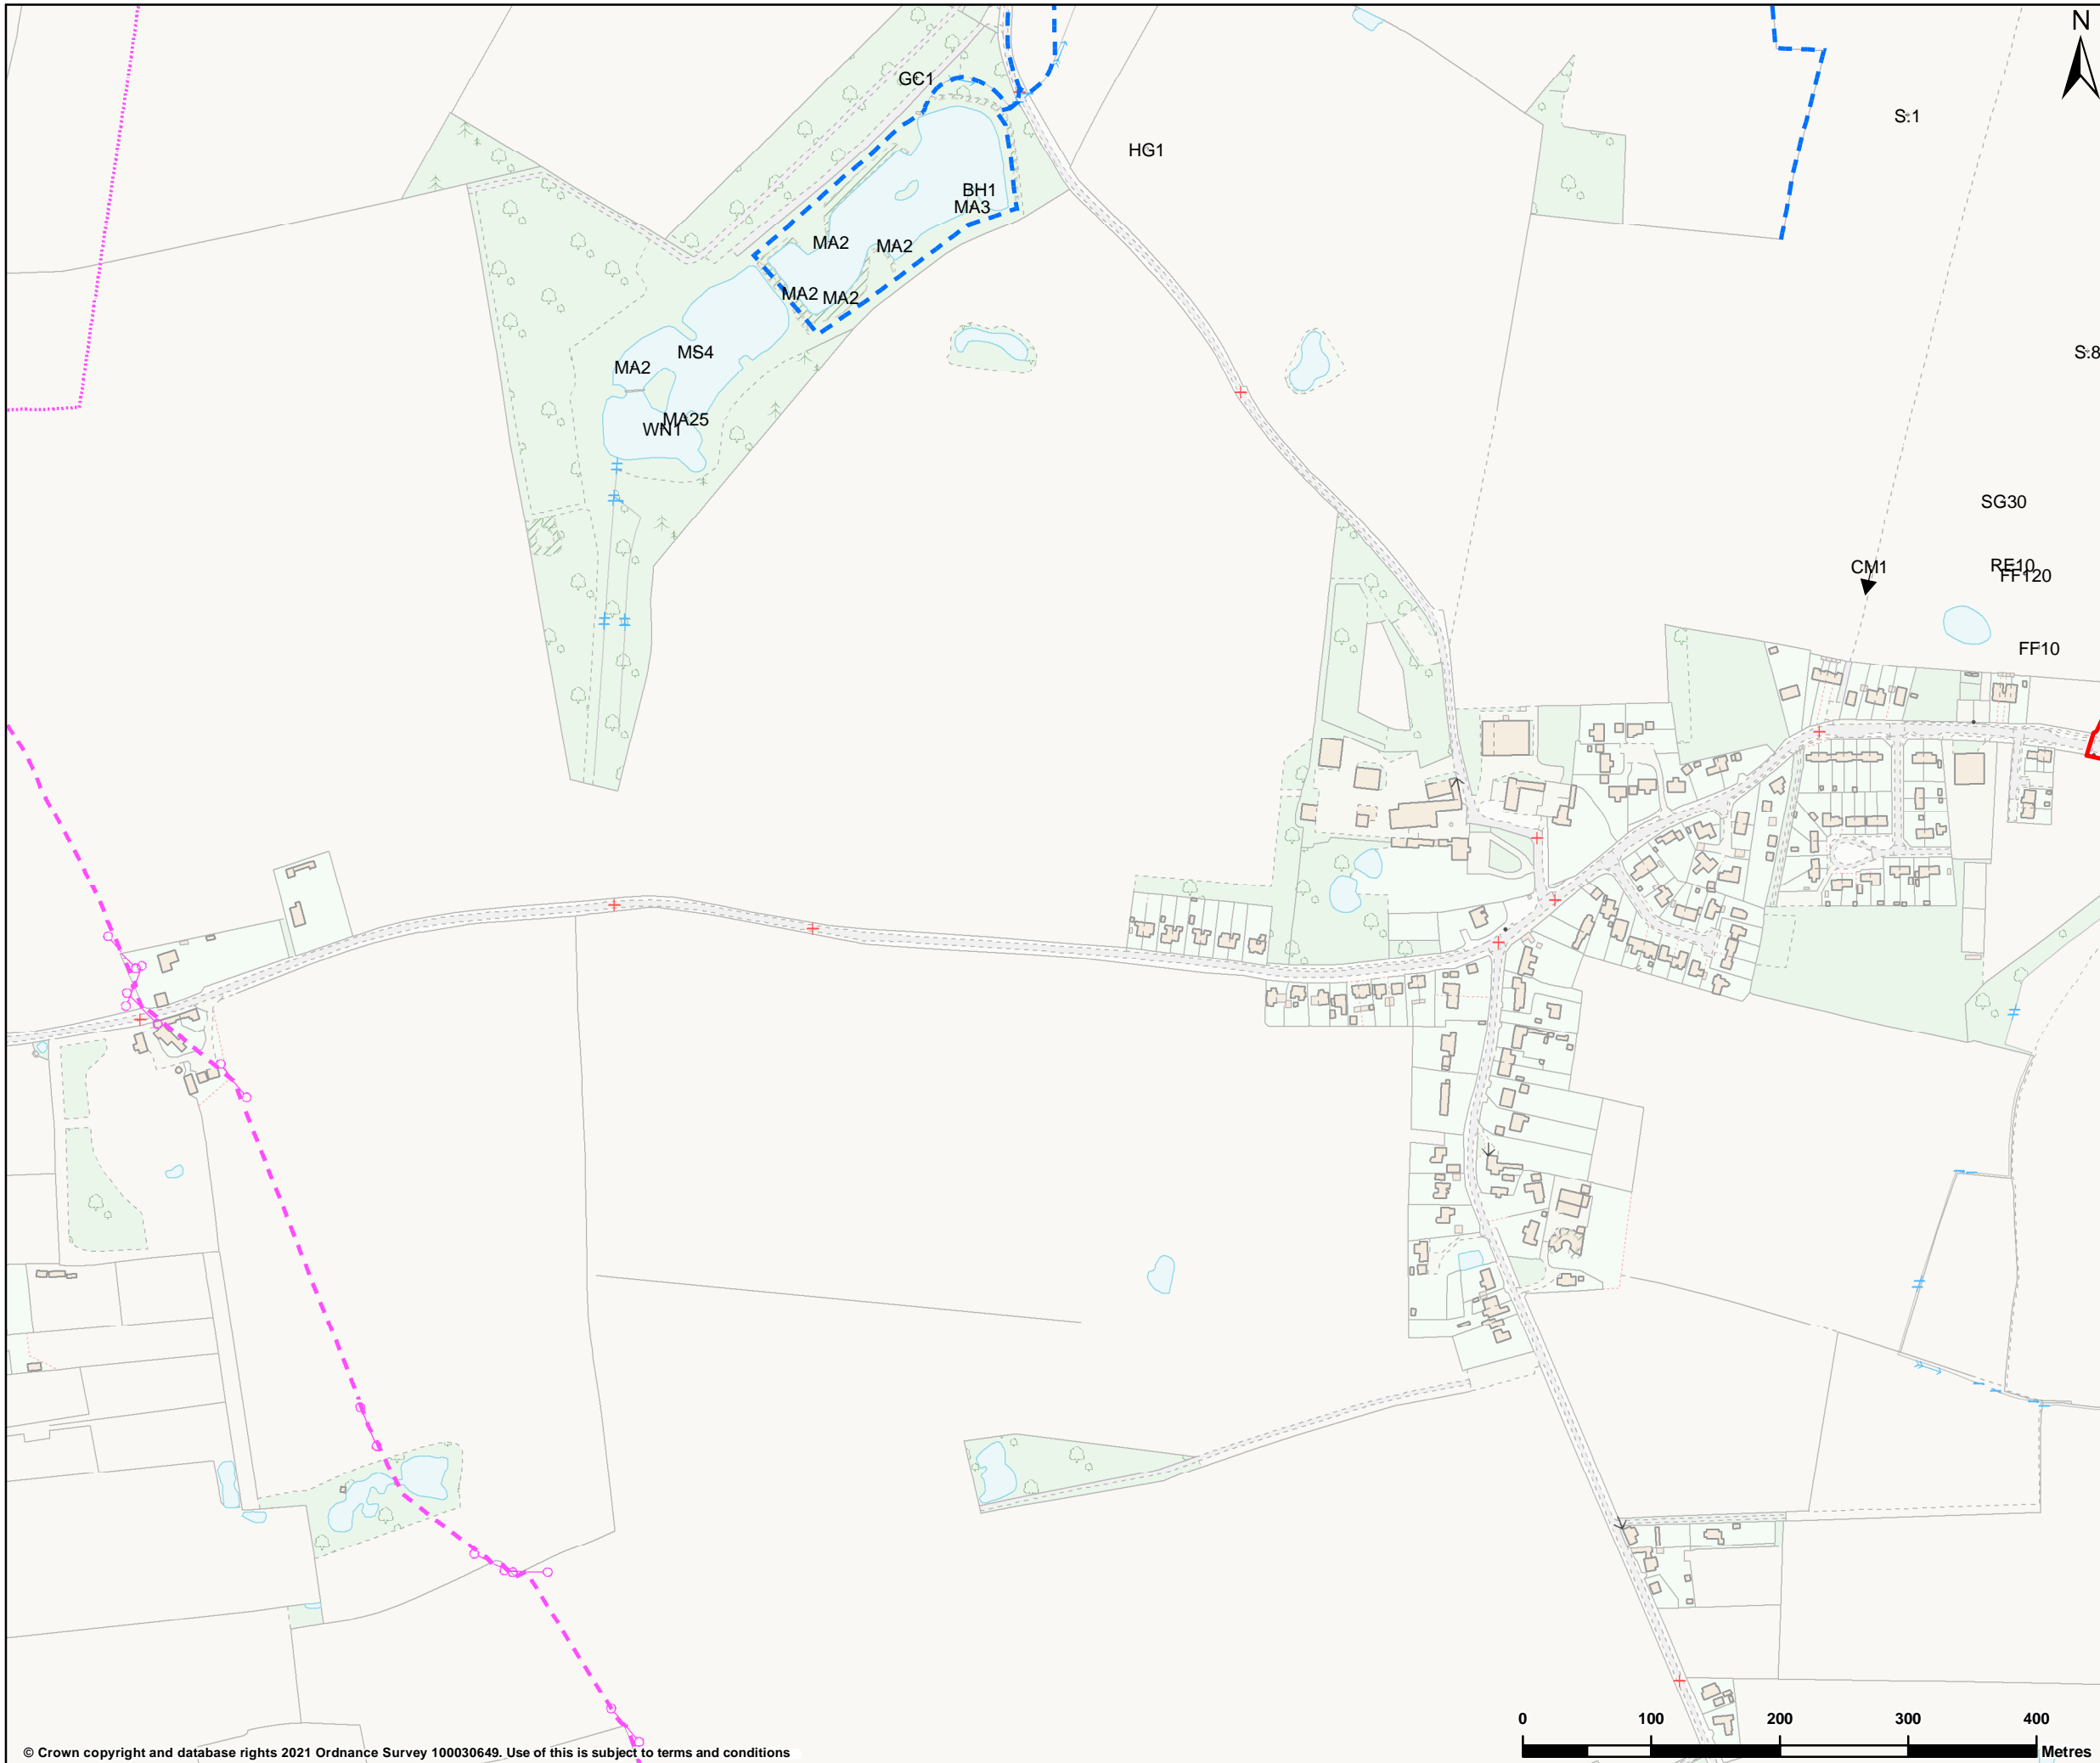 N
GC1
S:1
HG1
BH1
MA3
MA2
MA2
MA2
MA2
MS4
S:8
MA2
MA25
WN1
SG30
CM1
RE10
FF120
FF10
0 100 200 300 400
Metres
© Crown copyright and database rights 2021 Ordnance Survey 100030649. Use of this is subject to terms and conditions